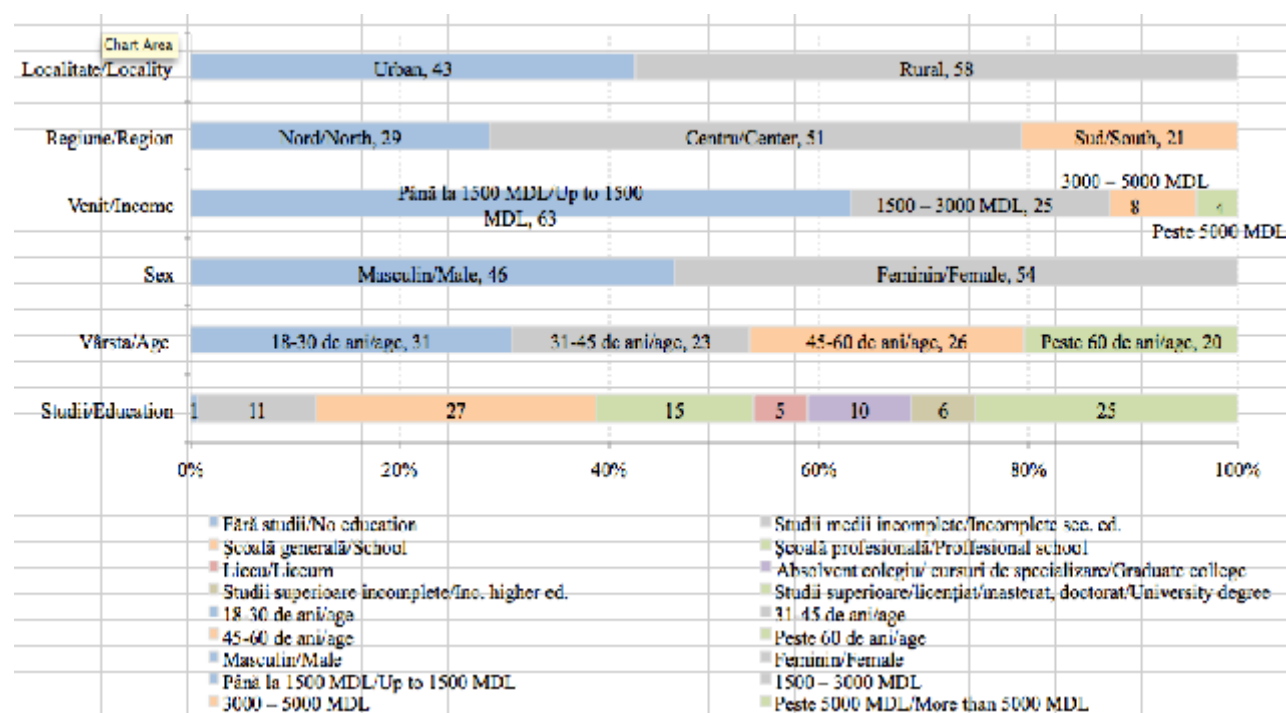 Chart Area
Localitate/Locality
Urban, 43
Rural, 58
Regiune/Region
Nord/North, 29
Centru/Center, 51
Sud/South, 21
3000 – 5000 MDL
Venit/Income
Până la 1500 MDL/Up to 1500
MDL, 63
1500 – 3000 MDL, 25
8
4
Peste 5000 MDL
Sex
Masculin/Male, 46
Feminin/Female, 54
Vârsta/Age
18-30 de ani/age, 31
31-45 de ani/age, 23
45-60 de ani/age, 26
Peste 60 de ani/age, 20
Studii/Education
1
11
27
15
5
10
6
25
0%
20%
40%
60%
80%
100%
Fără studii/No education
Studii medii incomplete/Incomplete sec. ed.
Școală generală/School
Școală profesională/Proffesional school
Liceu/Liceum
Absolvent colegiu/ cursuri de specializare/Graduate college
Studii superioare incomplete/Inc. higher ed.
Studii superioare/licențiat/masterat, doctorat/University degree
18-30 de ani/age
31-45 de ani/age
45-60 de ani/age
Peste 60 de ani/age
Masculin/Male
Feminin/Female
Până la 1500 MDL/Up to 1500 MDL
1500 – 3000 MDL
3000 – 5000 MDL
Peste 5000 MDL/More than 5000 MDL